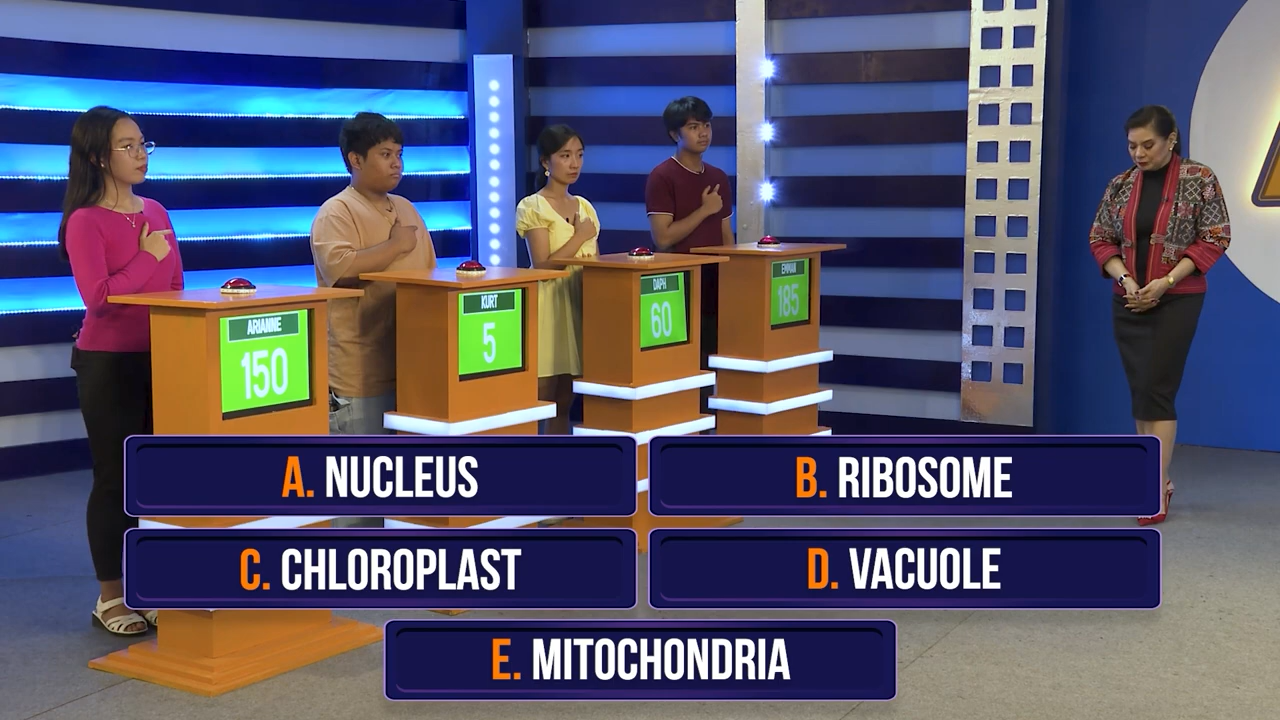 ARIANNE
150
KURT
5
DAPH
60
EMMAN
185
A. NUCLEUS
B. RIBOSOME
C. CHLOROPLAST
D. VACUOLE
E. MITOCHONDRIA